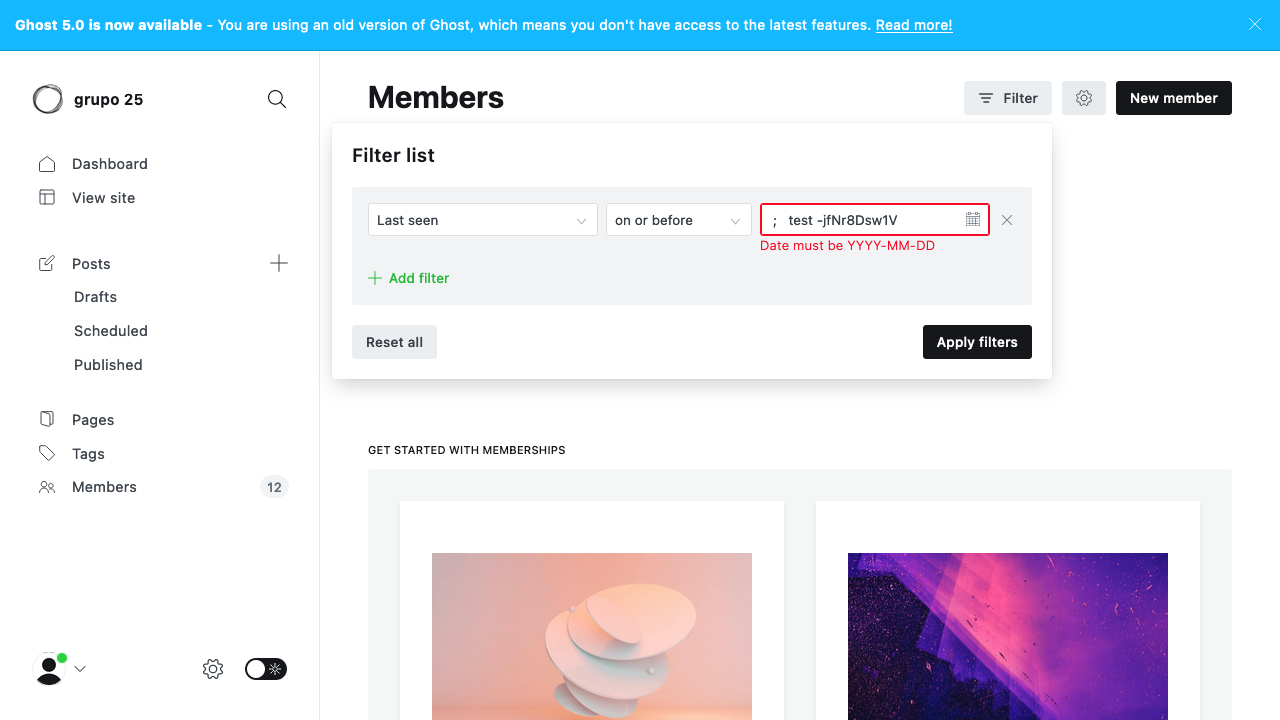 Ghost 5.0 is now available - You are using an old version of Ghost, which means you don't have access to the latest features. Read more!
grupo 25
Dashboard
View site
Posts
Drafts
Scheduled
Published
Pages
Tags
Members 12
Members
Filter
New member
Filter list
Last seen
on or before
; test -jfNr8Dsw1V
Date must be YYYY-MM-DD
Add filter
Reset all
Apply filters
GET STARTED WITH MEMBERSHIPS